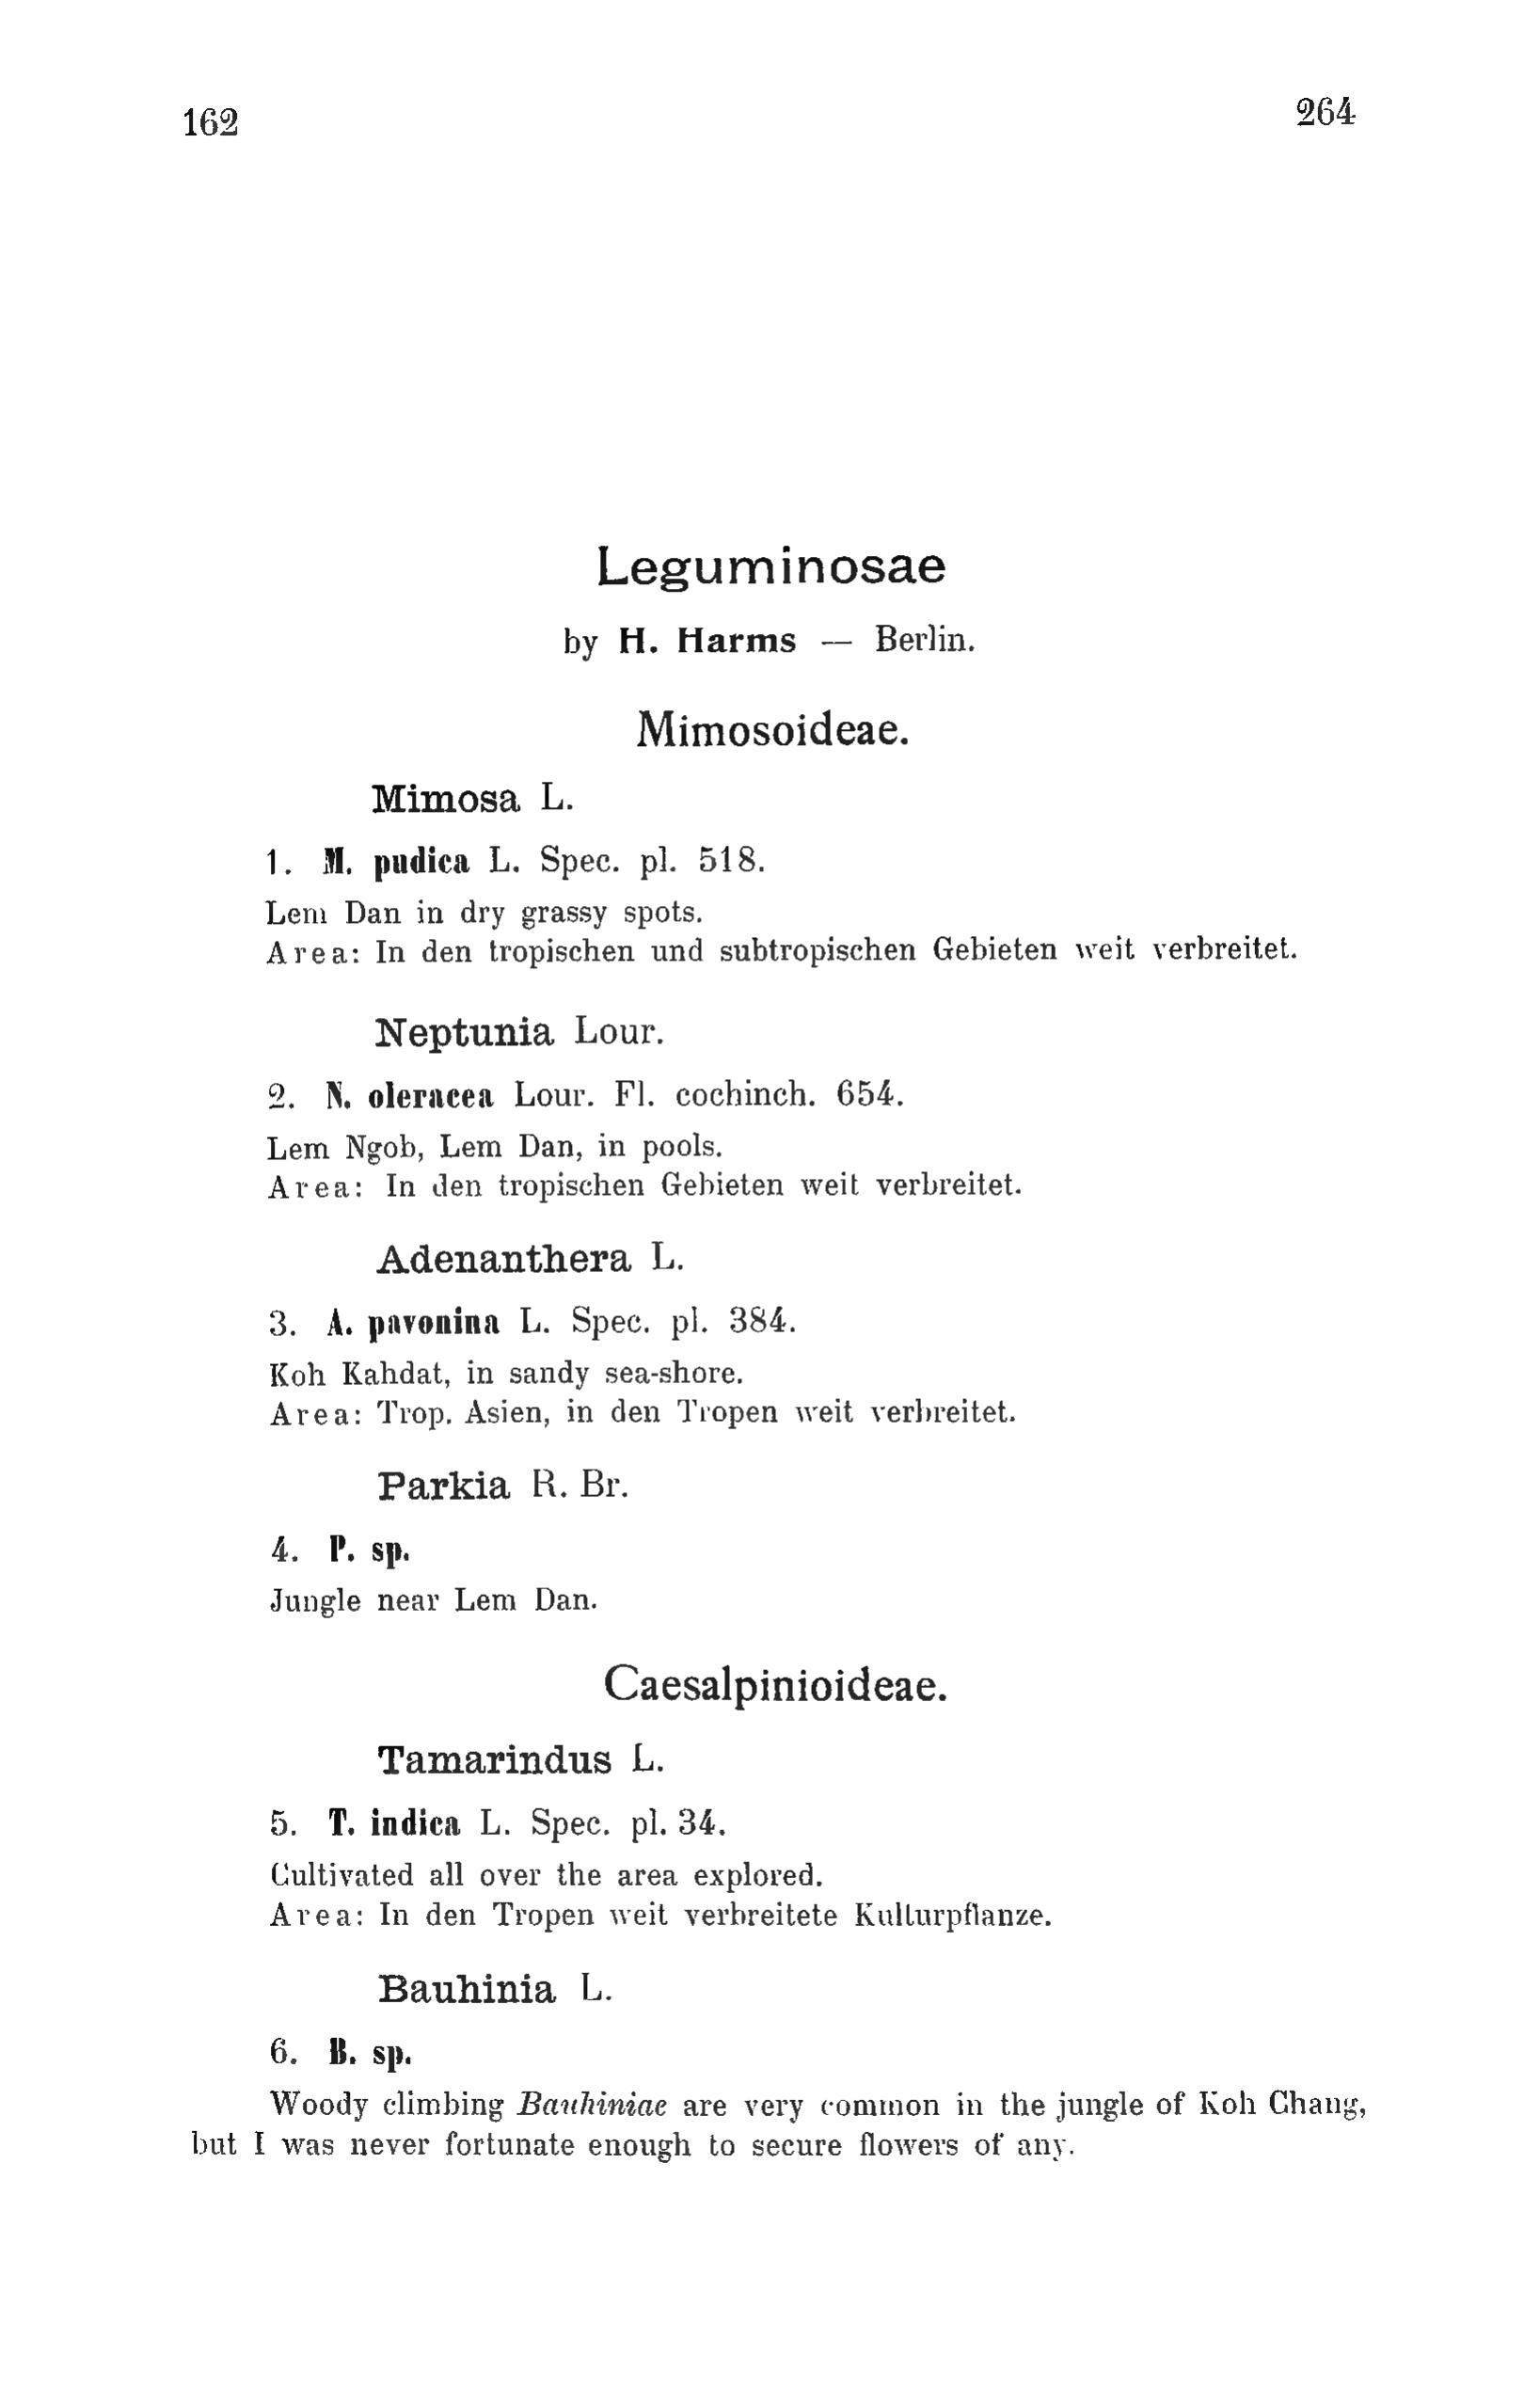 162
264
Leguminosae
by H. Harms — Berlin.
Mimosoideae.
Mimosa L.
1. M. pudica L. Spec. pl. 518.
Lem Dan in dry grassy spots.
Area: In den tropischen und subtropischen Gebieten weit verbreitet.
Neptunia Lour.
2. N. oleracea Lour. Fl. cochinch. 654.
Lem Ngob, Lem Dan, in pools.
Area: In den tropischen Gebieten weit verbreitet.
Adenanthera L.
3. A. pavonina L. Spec. pl. 384.
Koh Kahdat, in sandy sea-shore.
Area: Trop. Asien, in den Tropen weit verbreitet.
Parkia R. Br.
4. P. sp.
Jungle near Lem Dan.
Caesalpinioideae.
Tamarindus L.
5. T. indica L. Spec. pl. 34.
Cultivated all over the area explored.
Area: In den Tropen weit verbreitete Kulturpflanze.
Bauhinia L.
6. B. sp.
Woody climbing Bauhiniae are very common in the jungle of Koh Chang,
but I was never fortunate enough to secure flowers of any.